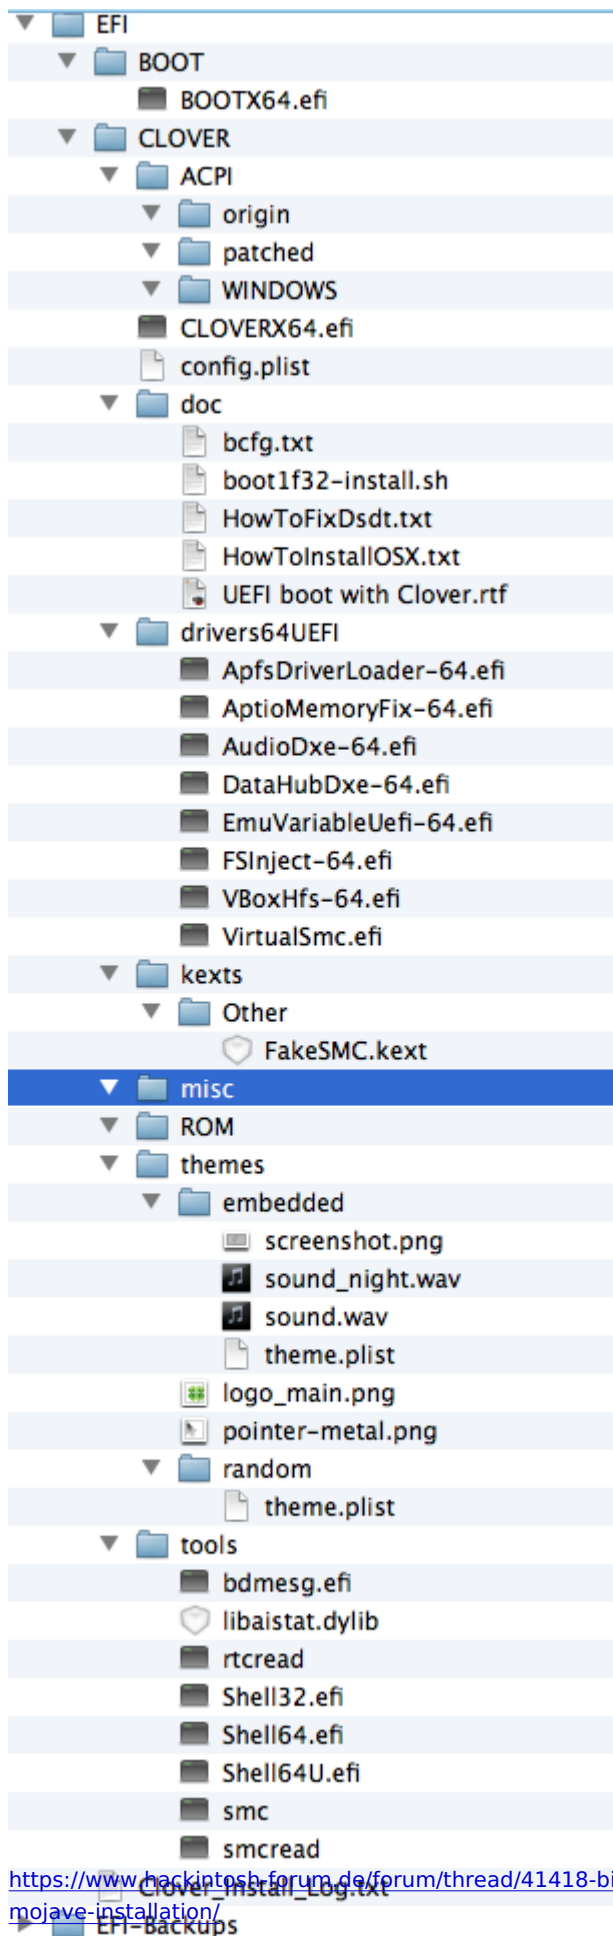 EFI
BOOT
BOOTX64.efi
CLOVER
ACPI
origin
patched
WINDOWS
CLOVERX64.efi
config.plist
doc
bcfg.txt
boot1f32-install.sh
HowToFixDsdt.txt
HowToInstallOSX.txt
UEFI boot with Clover.rtf
drivers64UEFI
ApfsDriverLoader-64.efi
AptioMemoryFix-64.efi
AudioDxe-64.efi
DataHubDxe-64.efi
EmuVariableUefi-64.efi
FSInject-64.efi
VBoxHfs-64.efi
VirtualSmc.efi
kexts
Other
FakeSMC.kext
misc
ROM
themes
embedded
screenshot.png
sound_night.wav
sound.wav
theme.plist
logo_main.png
pointer-metal.png
random
theme.plist
tools
bdmesg.efi
libaistat.dylib
rtcread
Shell32.efi
Shell64.efi
Shell64U.efi
smc
smcread
https://www.hackintosh-forum.de/forum/thread/41418-bi
Clover_Install_Log.txt
mojave-installation/
EFI-Backups